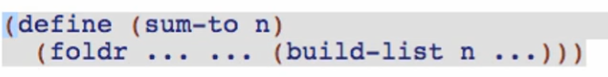 (define (sum-to n)
(foldr ... ... (build-list n ...)))